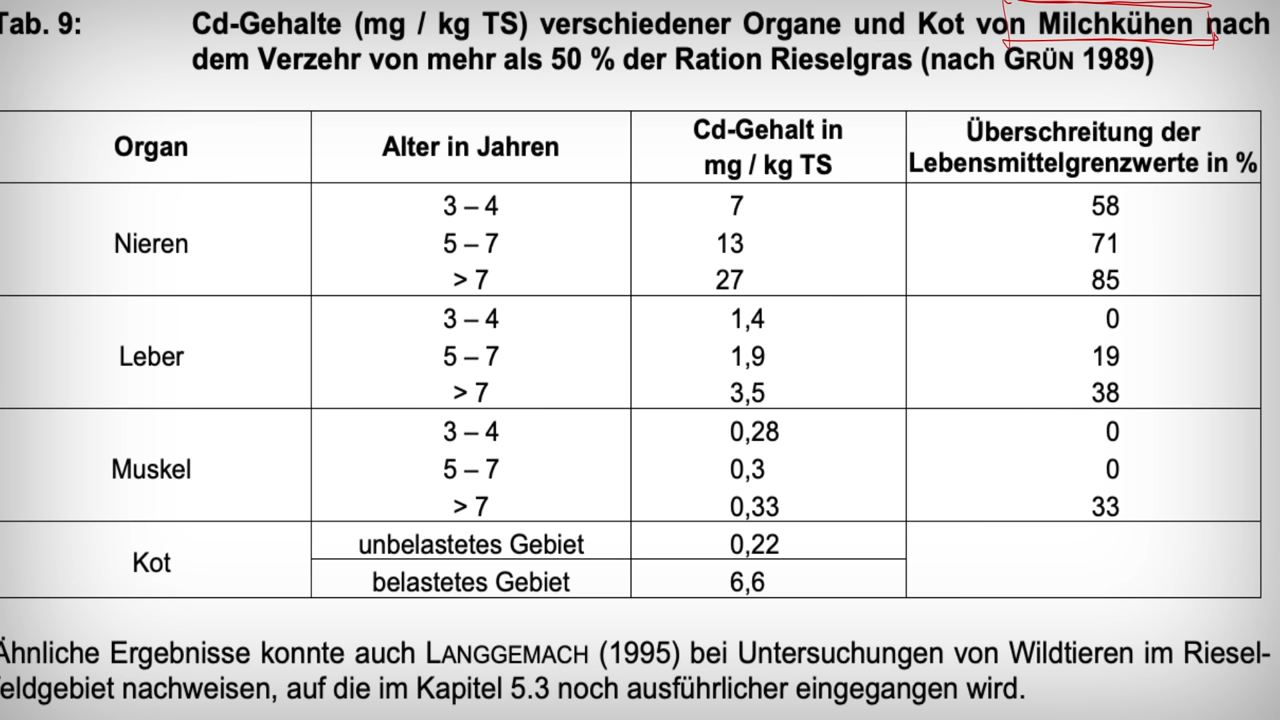 Tab. 9: Cd-Gehalte (mg / kg TS) verschiedener Organe und Kot von Milchkühen nach
dem Verzehr von mehr als 50 % der Ration Rieselgras (nach GRÜN 1989)
Organ Alter in Jahren Cd-Gehalt in mg / kg TS Überschreitung der Lebensmittelgrenzwerte in %
Nieren 3 – 4 7 58
5 – 7 13 71
> 7 27 85
Leber 3 – 4 1,4 0
5 – 7 1,9 19
> 7 3,5 38
Muskel 3 – 4 0,28 0
5 – 7 0,3 0
> 7 0,33 33
Kot unbelastetes Gebiet 0,22
belastetes Gebiet 6,6
Ähnliche Ergebnisse konnte auch LANGGEMACH (1995) bei Untersuchungen von Wildtieren im Riesel-
feldgebiet nachweisen, auf die im Kapitel 5.3 noch ausführlicher eingegangen wird.